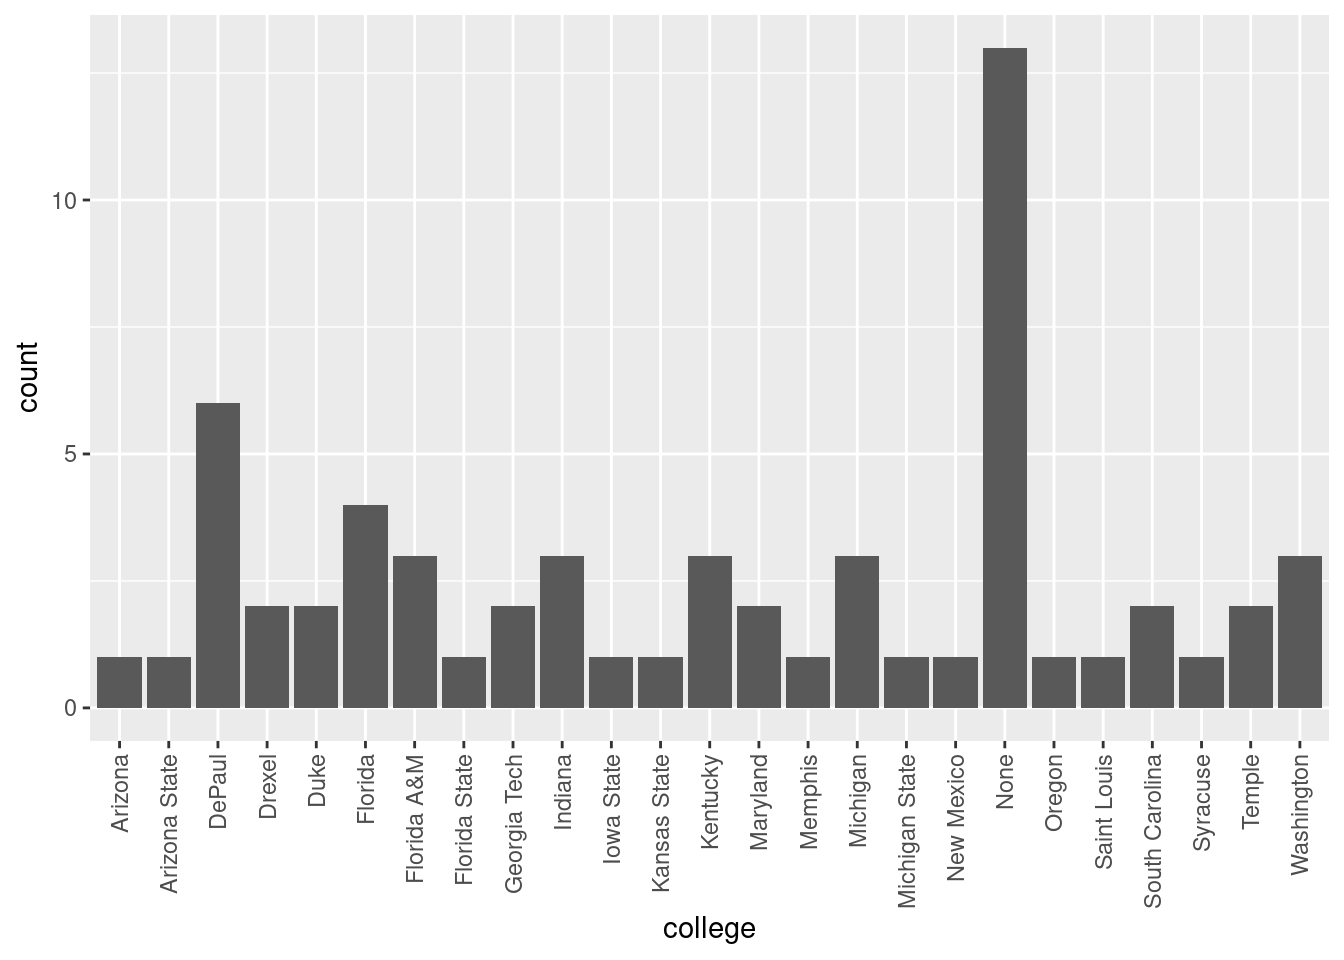 count
10
5
0
Arizona
Arizona State
DePaul
Drexel
Duke
Florida
Florida A&M
Florida State
Georgia Tech
Indiana
Iowa State
Kansas State
Kentucky
Maryland
Memphis
Michigan
Michigan State
New Mexico
None
Oregon
Saint Louis
South Carolina
Syracuse
Temple
Washington
college